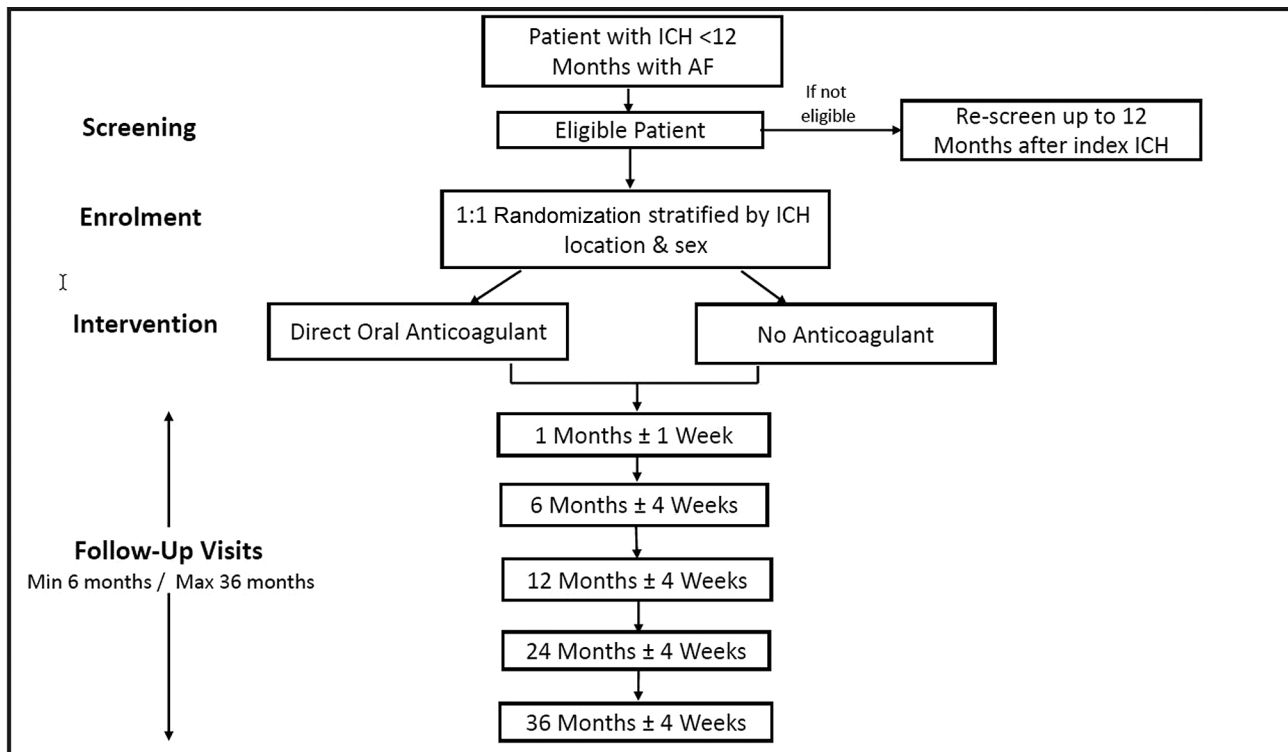 Patient with ICH <12
Months with AF
If not
eligible
Screening
Eligible Patient
Re-screen up to 12
Months after index ICH
Enrolment
1:1 Randomization stratified by ICH
location & sex
Intervention
Direct Oral Anticoagulant
No Anticoagulant
1 Months ± 1 Week
6 Months ± 4 Weeks
Follow-Up Visits
Min 6 months / Max 36 months
12 Months ± 4 Weeks
24 Months ± 4 Weeks
36 Months ± 4 Weeks